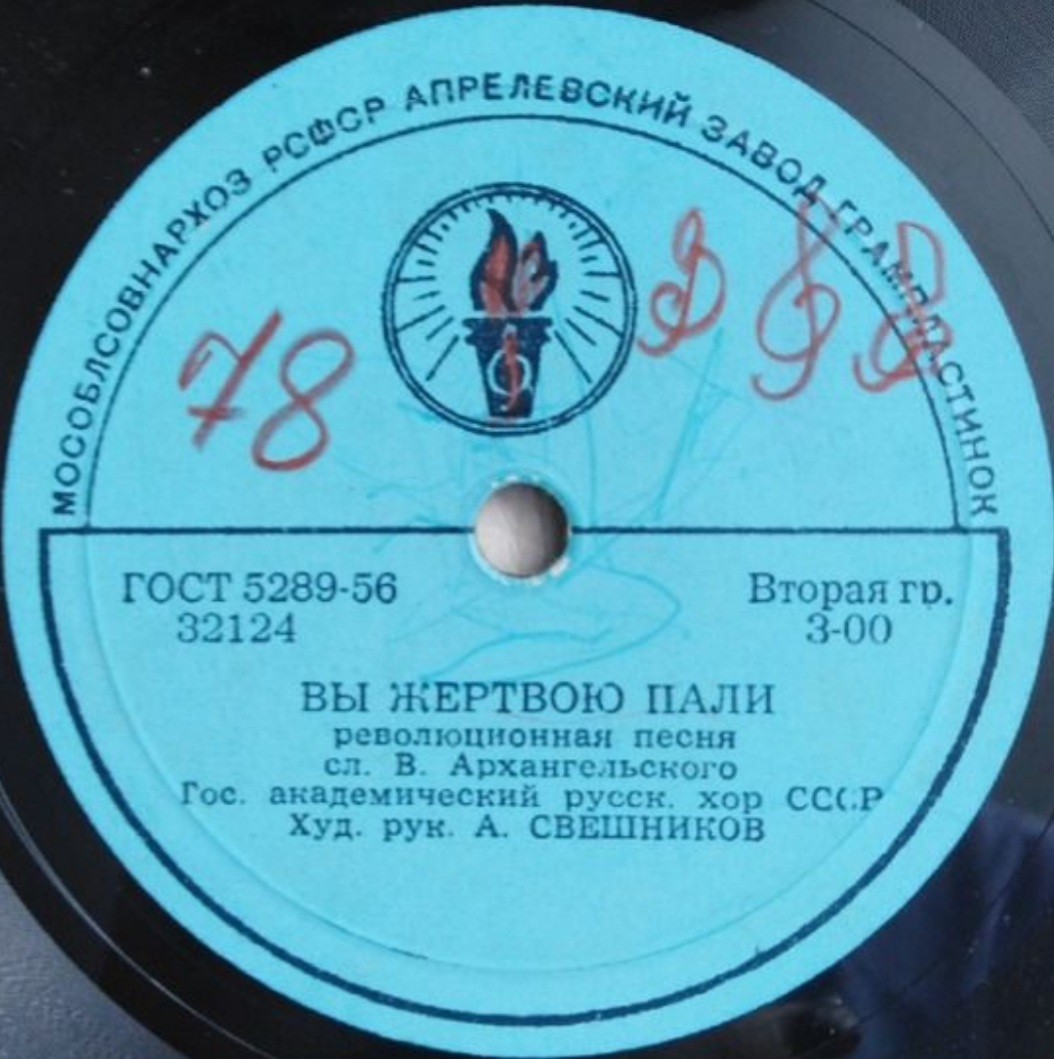 МОСОБЛСОВНАРХОЗ РСФСР АПРЕЛЕВСКИЙ ЗАВОД ГРАМПЛАСТИНОК
78
ГОСТ 5289-56
Вторая гр.
32124
3-00
ВЫ ЖЕРТВОЮ ПАЛИ
революционная песня
сл. В. Архангельского
Гос. академический русск. хор СССР
Худ. рук. А. СВЕШНИКОВ